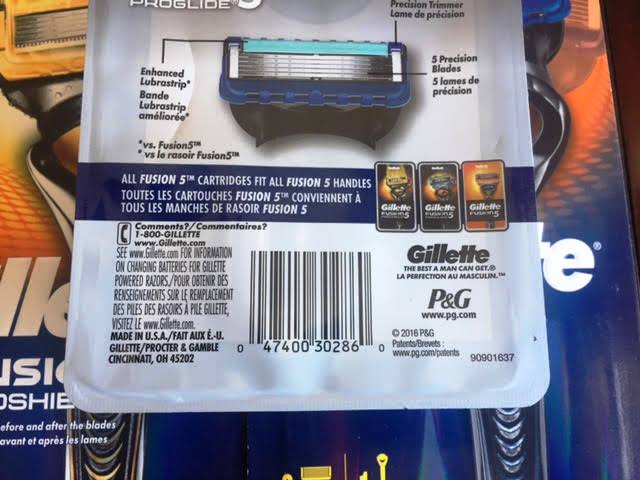 PROGLIDE 5
Precision Trimmer
Lame de précision
5 Precision
Blades
5 lames de
précision
Enhanced
Lubrastrip*
Bande
Lubrastrip
améliorée*
*vs. Fusion5™
*vs le rasoir Fusion5™
ALL FUSION 5™ CARTRIDGES FIT ALL FUSION 5 HANDLES
TOUTES LES CARTOUCHES FUSION 5™ CONVIENNENT À
TOUS LES MANCHES DE RASOIR FUSION 5
Gillette
FUSION5
Gillette
FUSION5
Gillette
FUSION5
Comments?/Commentaires?
1-800-GILLETTE
www.Gillette.com
SEE www.Gillette.com FOR INFORMATION
ON CHANGING BATTERIES FOR GILLETTE
POWERED RAZORS./POUR OBTENIR DES
RENSEIGNEMENTS SUR LE REMPLACEMENT
DES PILES DES RASOIRS À PILE GILLETTE,
VISITEZ LE www.Gillette.com.
MADE IN U.S.A./FAIT AUX É.-U.
GILLETTE/PROCTER & GAMBLE
CINCINNATI, OH 45202
0 47400 30286 0
Gillette
THE BEST A MAN CAN GET.®
LA PERFECTION AU MASCULIN.™
P&G
www.pg.com
© 2016 P&G
Patents/Brevets :
www.pg.com/patents
90901637
e®
OSHIE
efore and after the blades
avant et après les lames